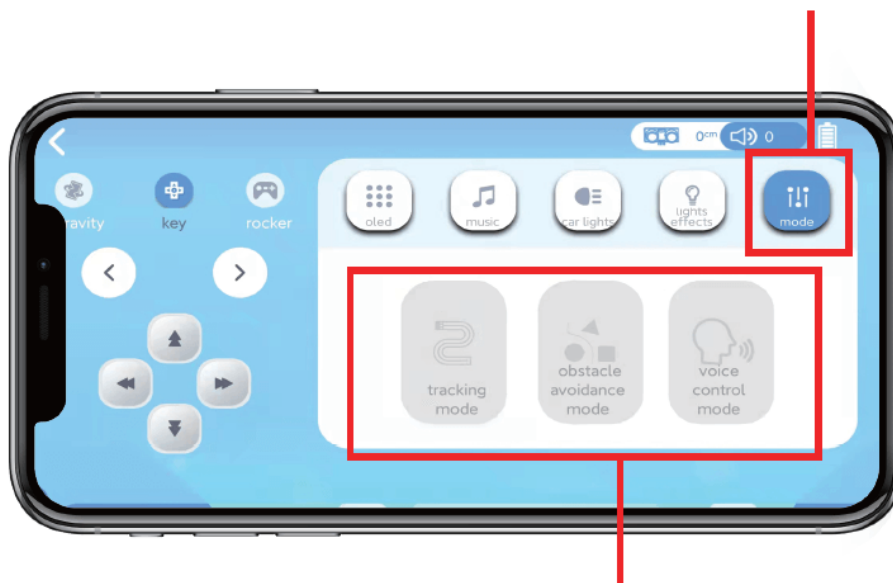 0cm
0
ravity
key
rocker
oled
music
car lights
lights
effects
mode
tracking
mode
obstacle
avoidance
mode
voice
control
mode